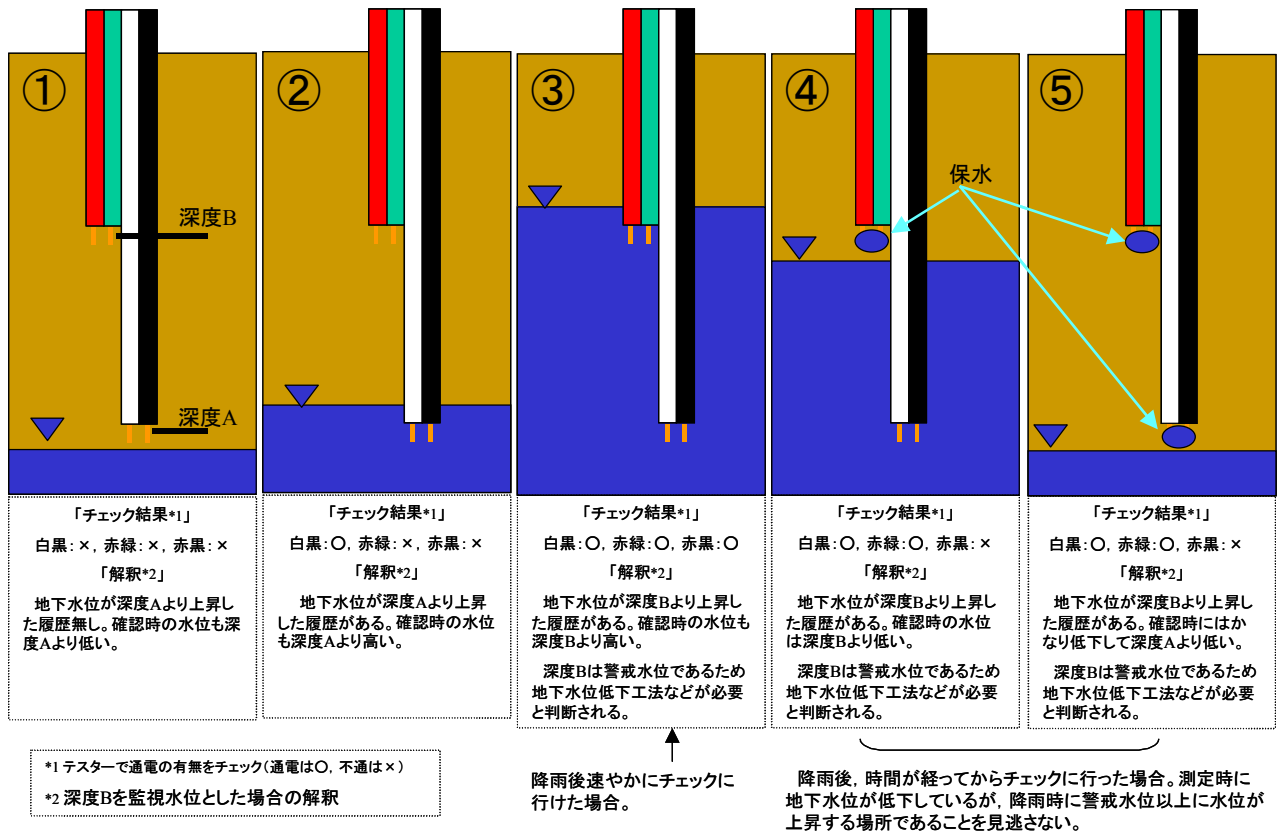 ①
②
③
④
⑤
保水
深度B
深度A
「チェック結果*1」
白黒:×, 赤緑:×, 赤黒:×
「解釈*2」
地下水位が深度Aより上昇し
た履歴無し。確認時の水位も深
度Aより低い。
「チェック結果*1」
白黒:○, 赤緑:×, 赤黒:×
「解釈*2」
地下水位が深度Aより上昇
した履歴がある。確認時の水位
も深度Aより高い。
「チェック結果*1」
白黒:○, 赤緑:○, 赤黒:○
「解釈*2」
地下水位が深度Bより上昇し
た履歴がある。確認時の水位も
深度Bより高い。
深度Bは警戒水位であるため
地下水位低下工法などが必要
と判断される。
「チェック結果*1」
白黒:○, 赤緑:○, 赤黒:×
「解釈*2」
地下水位が深度Bより上昇し
た履歴がある。確認時の水位
は深度Bより低い。
深度Bは警戒水位であるため
地下水位低下工法などが必要
と判断される。
「チェック結果*1」
白黒:○, 赤緑:○, 赤黒:×
「解釈*2」
地下水位が深度Bより上昇し
た履歴がある。確認時にはか
なり低下して深度Aより低い。
深度Bは警戒水位であるため
地下水位低下工法などが必要
と判断される。
*1 テスターで通電の有無をチェック(通電は○, 不通は×)
*2 深度Bを監視水位とした場合の解釈
降雨後速やかにチェックに
行けた場合。
降雨後, 時間が経ってからチェックに行った場合。測定時に
地下水位が低下しているが, 降雨時に警戒水位以上に水位が
上昇する場所であることを見逃さない。